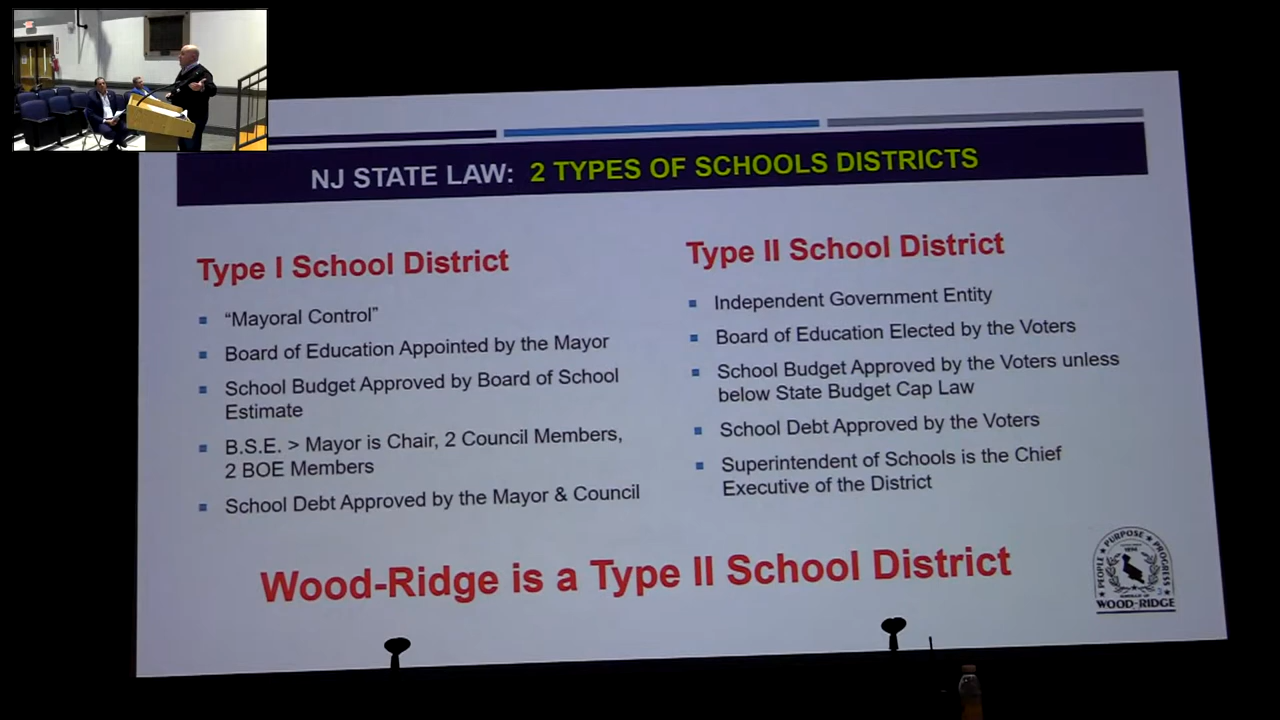 NJ STATE LAW: 2 TYPES OF SCHOOLS DISTRICTS
Type I School District
“Mayoral Control”
Board of Education Appointed by the Mayor
School Budget Approved by Board of School
Estimate
B.S.E. > Mayor is Chair, 2 Council Members,
2 BOE Members
School Debt Approved by the Mayor & Council
Type II School District
Independent Government Entity
Board of Education Elected by the Voters
School Budget Approved by the Voters unless
below State Budget Cap Law
School Debt Approved by the Voters
Superintendent of Schools is the Chief
Executive of the District
Wood-Ridge is a Type II School District
PEOPLE ★ PURPOSE ★ PROGRESS
WOOD-RIDGE